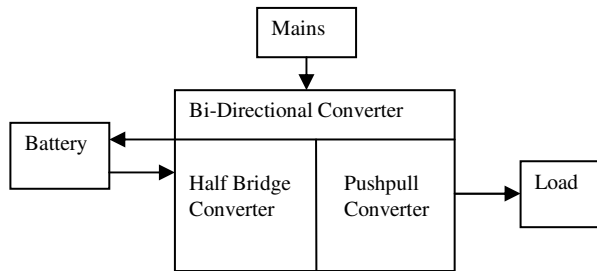 Mains
Bi-Directional Converter
Battery
Half Bridge
Converter
Pushpull
Converter
Load